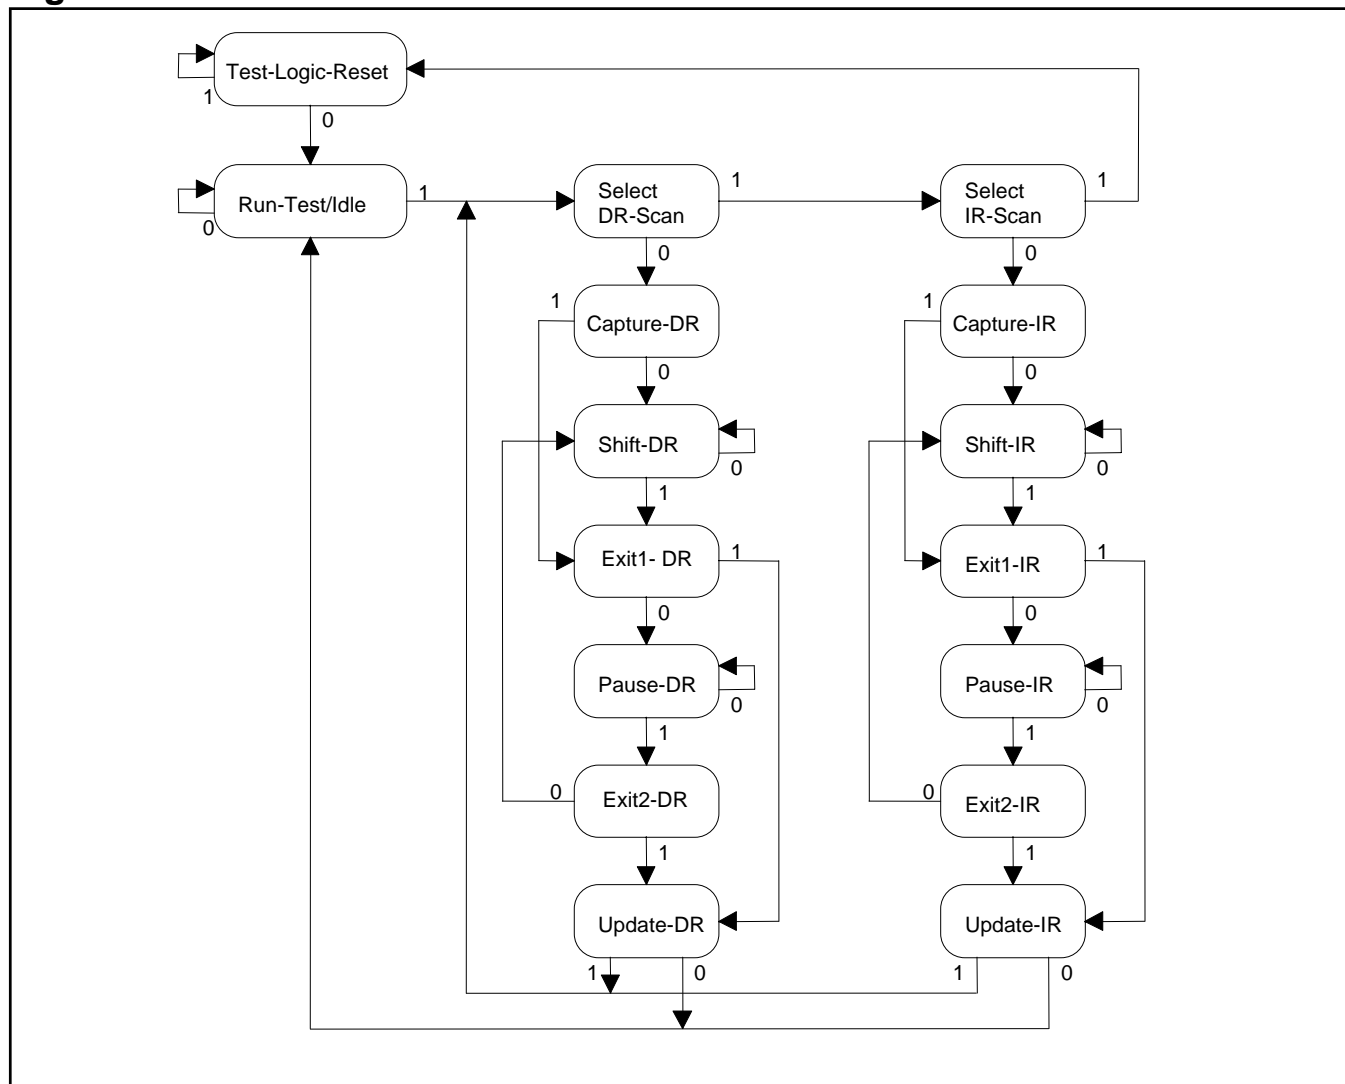 Test-Logic-Reset
1
0
Run-Test/Idle
1
0
Select
DR-Scan
1
0
Select
IR-Scan
1
0
1
Capture-DR
0
1
Capture-IR
0
Shift-DR
0
1
Shift-IR
0
1
Exit1- DR
1
0
Exit1-IR
1
0
Pause-DR
0
1
Pause-IR
0
1
0
Exit2-DR
1
0
Exit2-IR
1
Update-DR
1
0
Update-IR
1
0